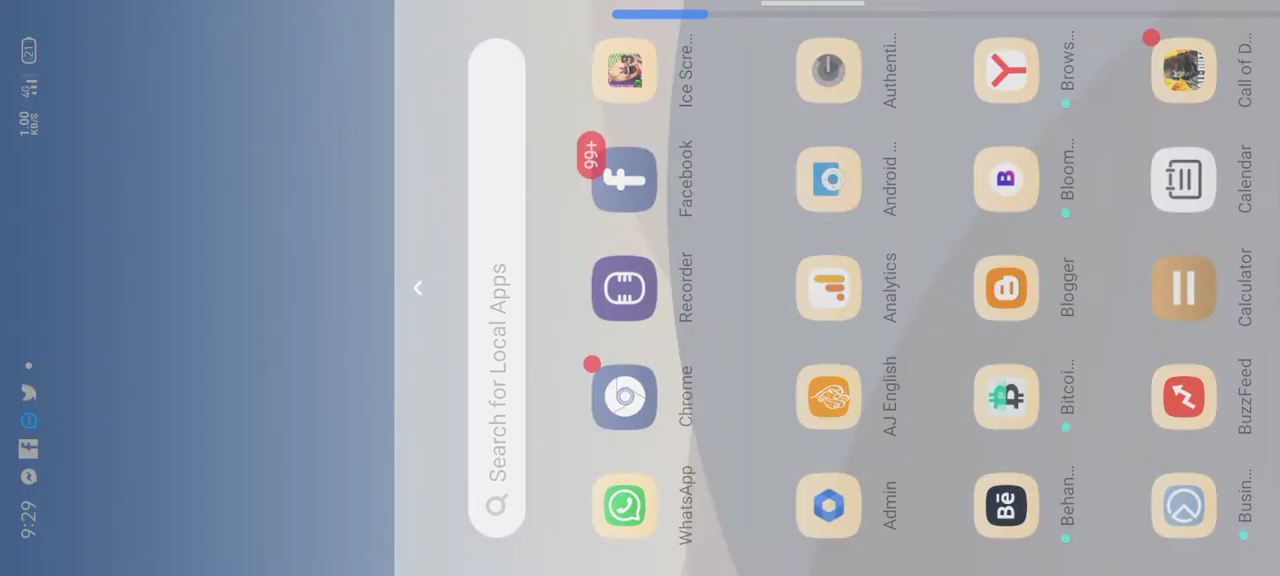 9:29
1.00 KB/S 4G 21
Search for Local Apps
99+
WhatsApp Chrome Recorder Facebook Ice Scre...
Admin AJ English Analytics Android ... Authenti...
Bē B
Behan... Bitcoi... Blogger Bloom... Brows...
Busin... BuzzFeed Calculator Calendar Call of D...